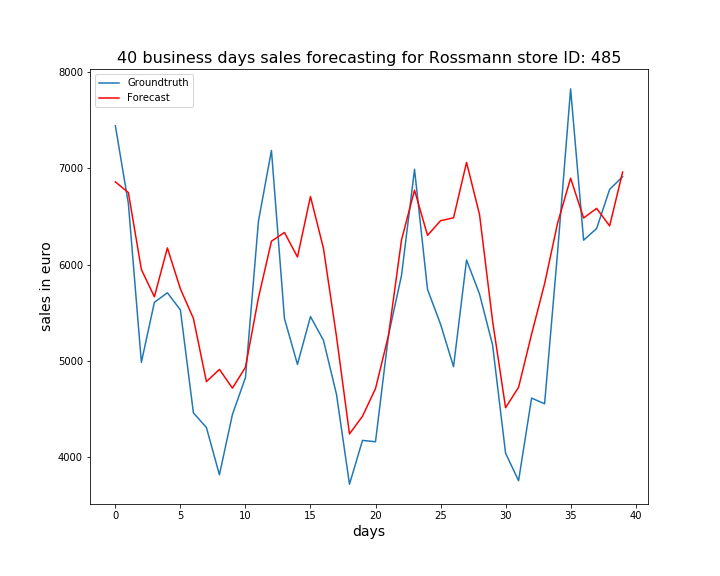 40 business days sales forecasting for Rossmann store ID: 485
8000
7000
6000
5000
4000
sales in euro
Groundtruth
Forecast
0 5 10 15 20 25 30 35 40
days